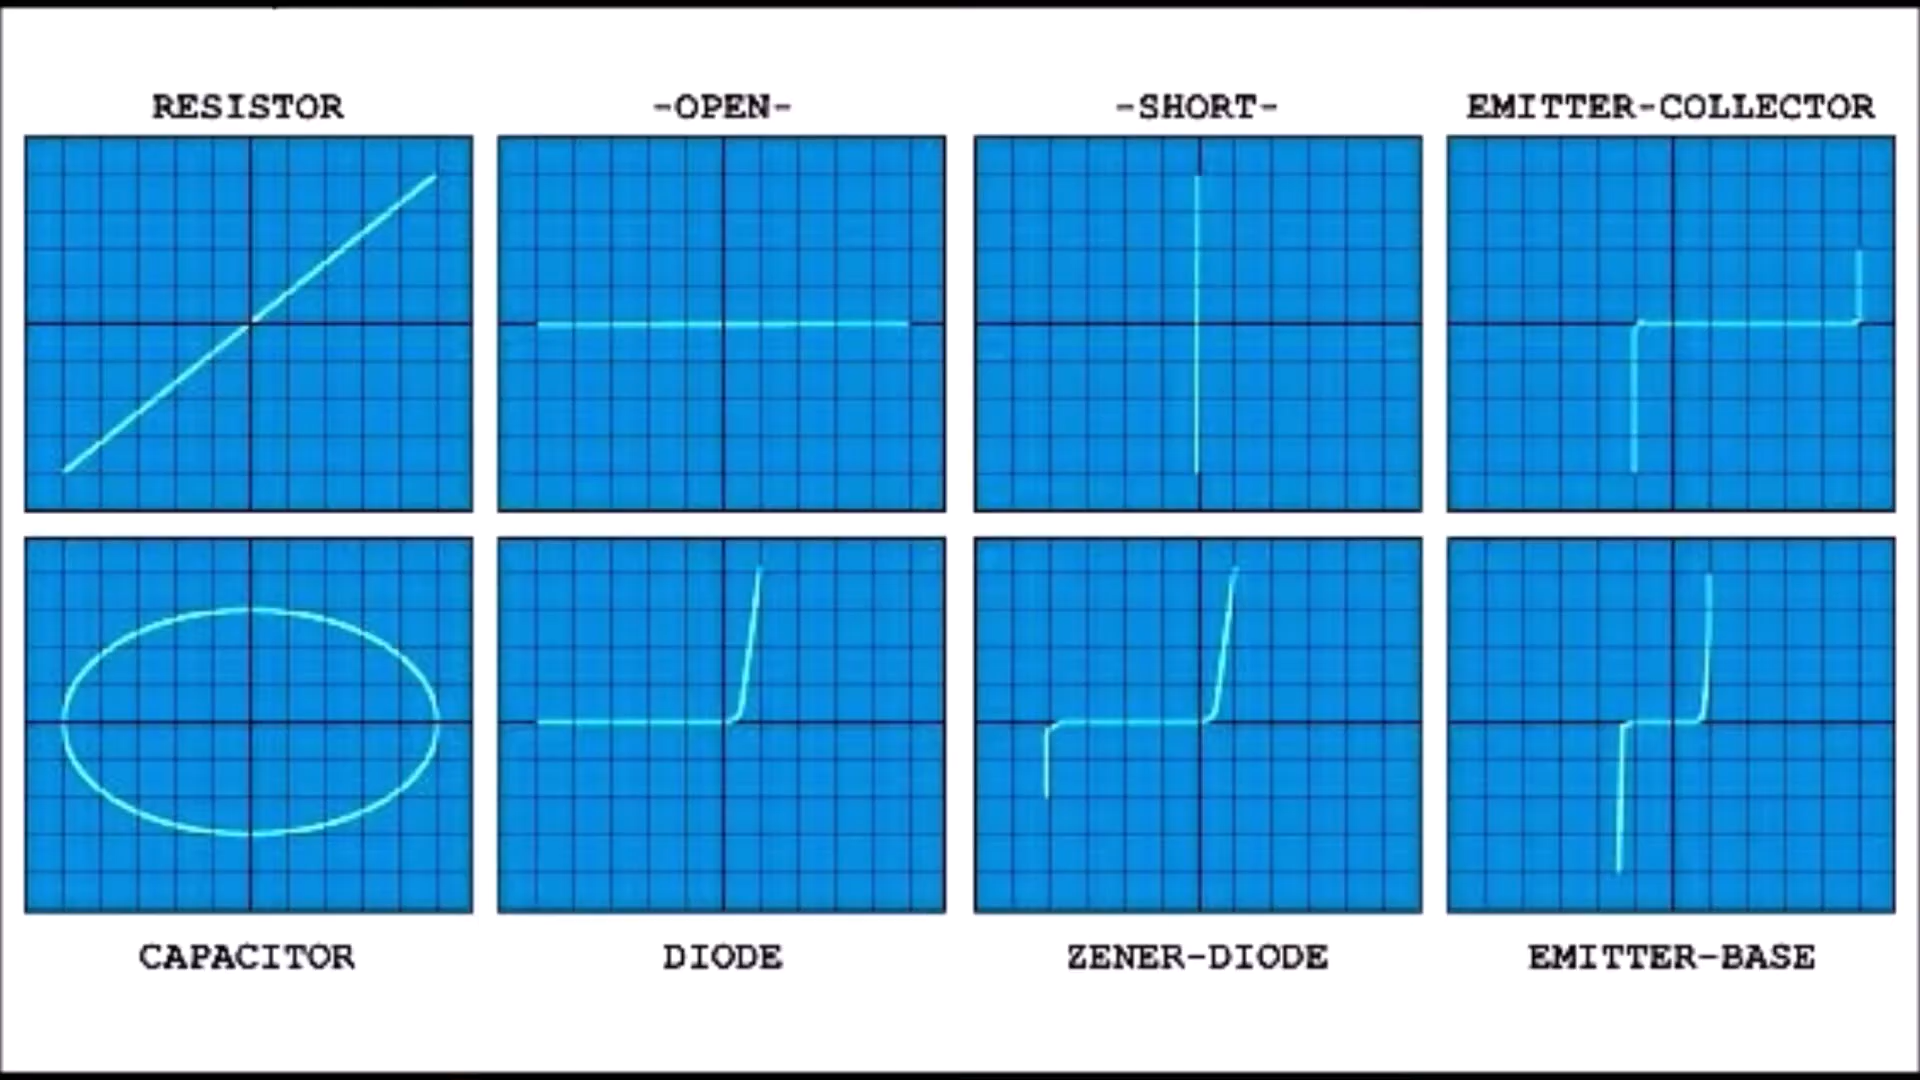 RESISTOR
-OPEN-
-SHORT-
EMITTER-COLLECTOR
CAPACITOR
DIODE
ZENER-DIODE
EMITTER-BASE